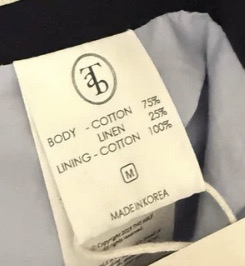 BODY - COTTON 75%
LINEN 25%
LINING - COTTON 100%
M
MADE IN KOREA